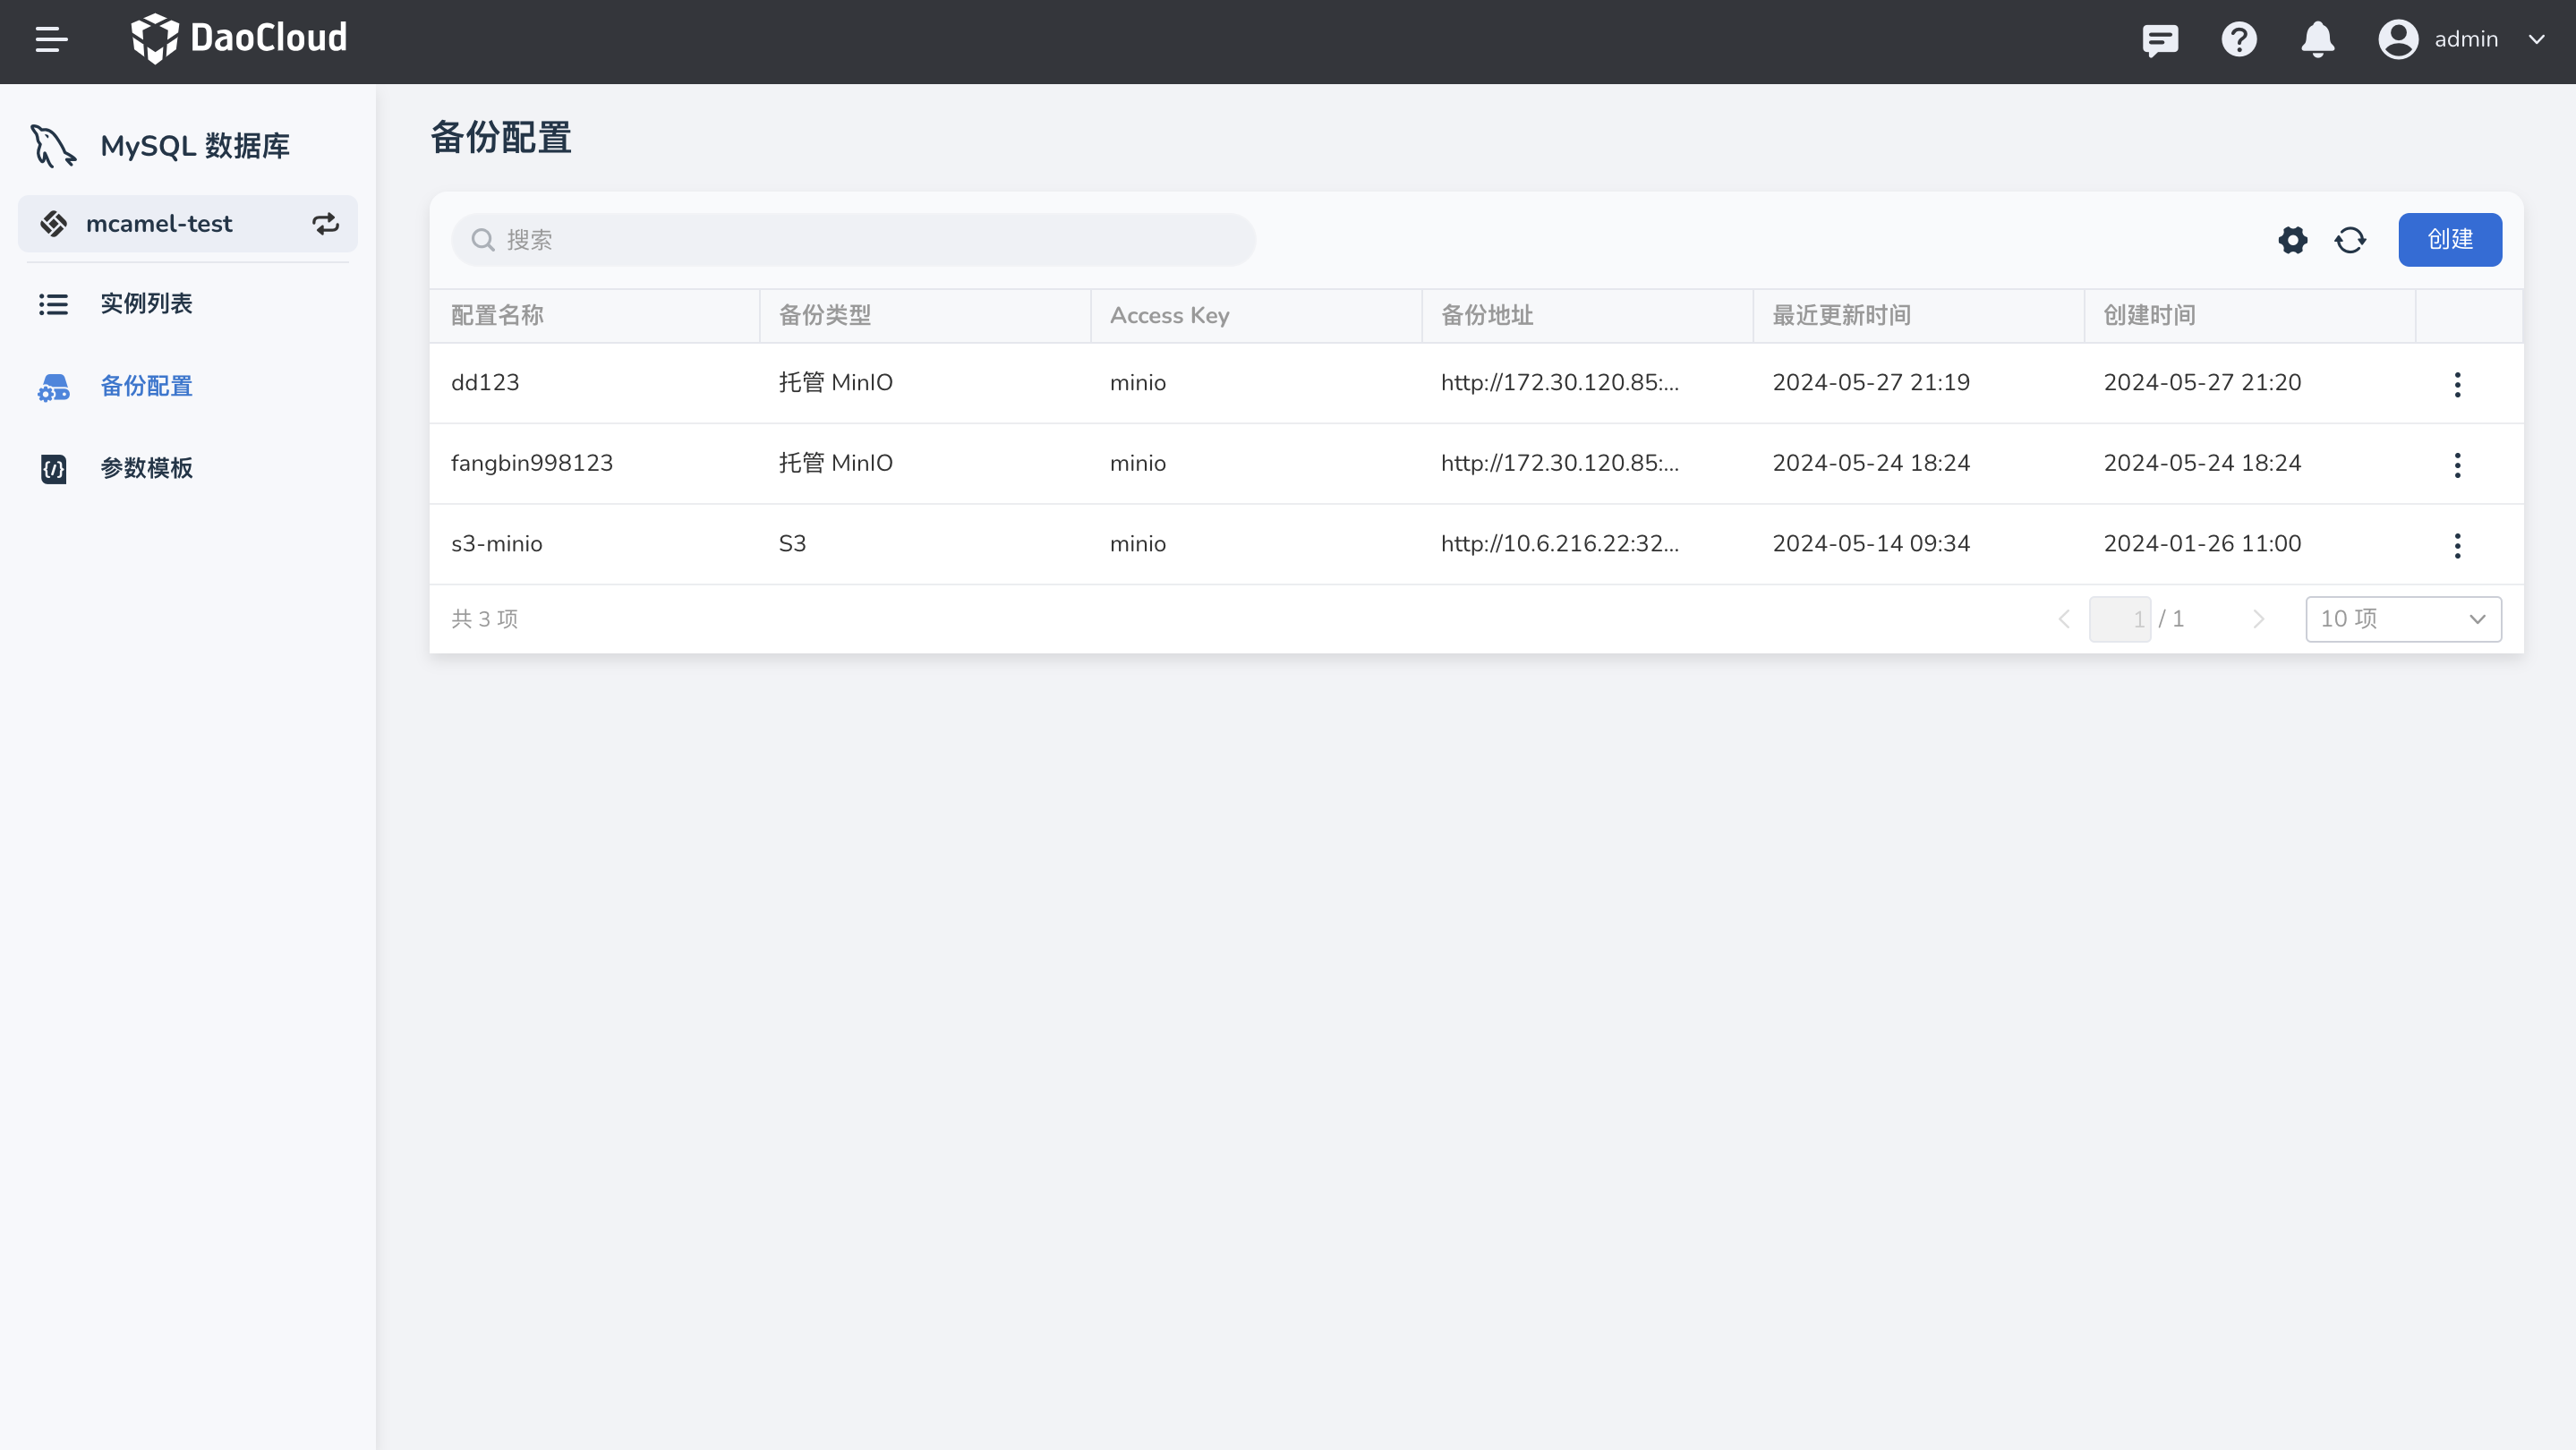 DaoCloud
admin
MySQL 数据库
mcamel-test
实例列表
备份配置
参数模板
备份配置
搜索
创建
配置名称 备份类型 Access Key 备份地址 最近更新时间 创建时间
dd123 托管 MinIO minio http://172.30.120.85:... 2024-05-27 21:19 2024-05-27 21:20
fangbin998123 托管 MinIO minio http://172.30.120.85:... 2024-05-24 18:24 2024-05-24 18:24
s3-minio S3 minio http://10.6.216.22:32... 2024-05-14 09:34 2024-01-26 11:00
共 3 项
1 / 1
10 项